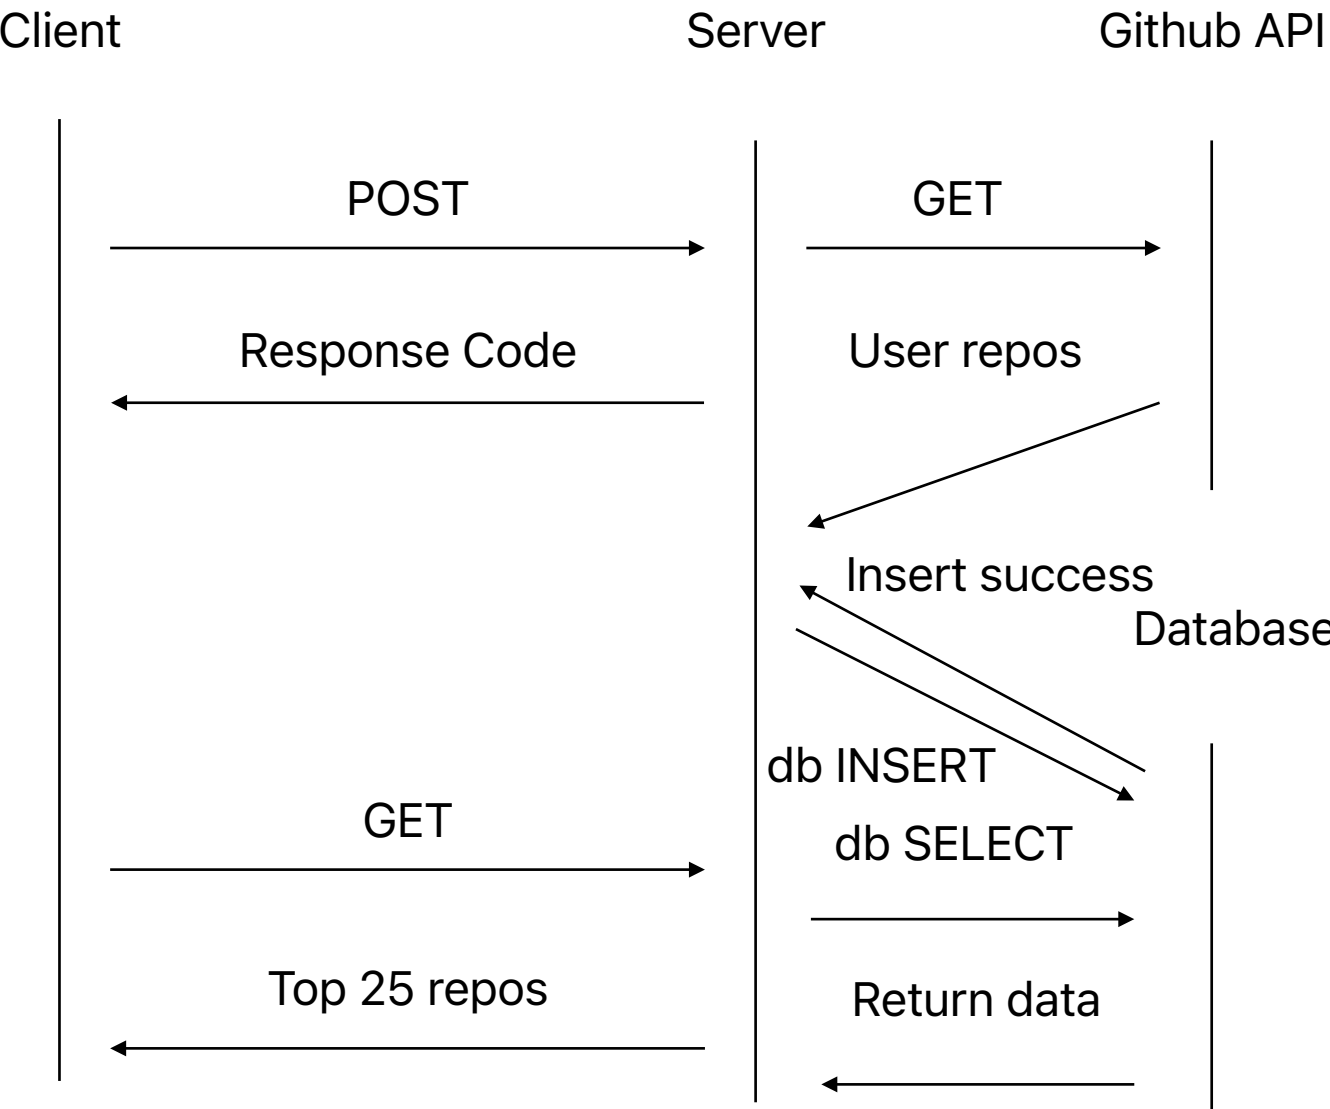 Client
Server
Github API
POST
GET
Response Code
User repos
Insert success
Database
db INSERT
GET
db SELECT
Top 25 repos
Return data